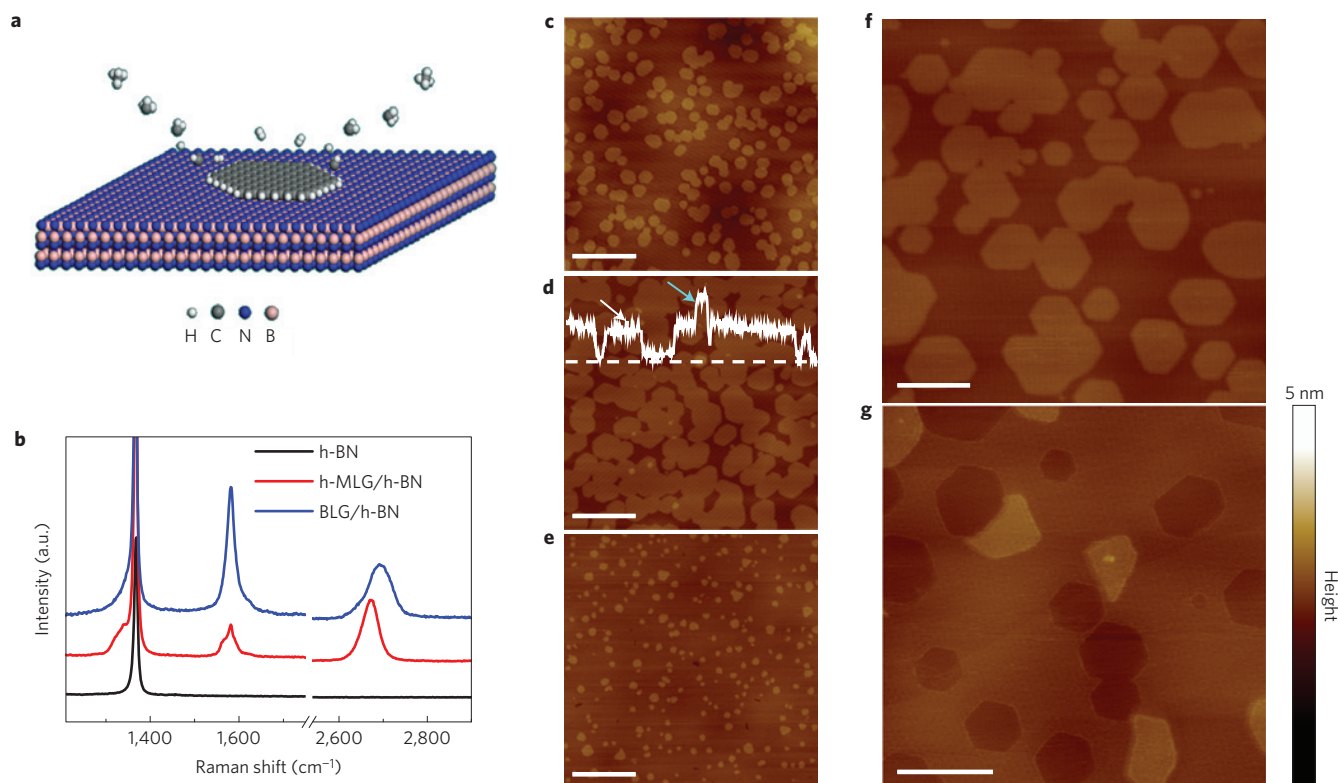 a
H C N B
b
h-BN
h-MLG/h-BN
BLG/h-BN
Intensity (a.u.)
1,400 1,600 2,600 2,800
Raman shift (cm⁻¹)
c
d
e
f
g
5 nm
Height